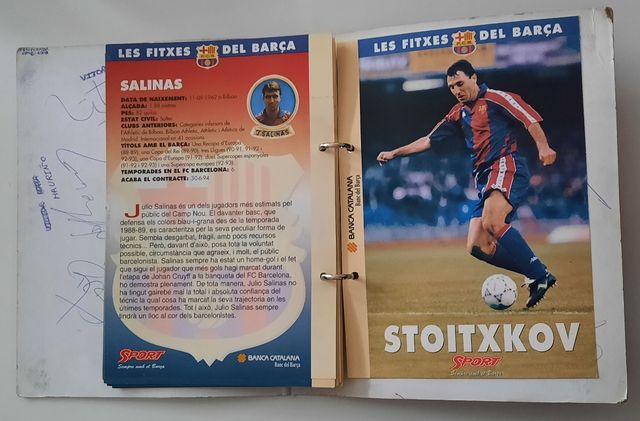 LES FITXES DEL BARÇA
SALINAS
DATA DE NAIXEMENT: 11-09-1962 a Bilbao
ALÇADA: 1.88 metres
PES: 82 quilos
ESTAT CIVIL: Solter
CLUBS ANTERIORS: Categories inferiors de
l'Athletic de Bilbao, Bilbao Athletic, Athletic i Atlètico de
Madrid. Internacional en 41 ocasions
TÍTOLS AMB EL BARÇA: Una Recopa d'Europa
(88-89), una Copa del Rei (89-90), tres Lligues (90-91, 91-92 i
92-93), una Copa d'Europa (91-92), dues Supercopes espanyoles
(91-92 i 92-93) i una Supercopa europea (92-93).
TEMPORADES EN EL FC BARCELONA: 6
ACABA EL CONTRACTE: 30-6-94
J.SALINAS
Julio Salinas és un dels jugadors més estimats pel
públic del Camp Nou. El davanter basc, que
defensa els colors blau-i-grana des de la temporada
1988-89, es caracteritza per la seva peculiar forma de
jugar. Sembla desgarbat, fràgil, amb pocs recursos
tècnics... Però, davant d'això, posa tota la voluntat
possible, circumstància que agraeix, i molt, el públic
barcelonista. Salinas sempre ha estat un home-gol i el fet
que sigui el jugador que més gols hagi marcat durant
l'etapa de Johan Cruyff a la banqueta del FC Barcelona,
ho demostra plenament. De tota manera, Julio Salinas no
ha tingut gairebé mai la total i absoluta confiança del
tècnic la qual cosa ha marcat la seva trajectòria en les
últimes temporades. Tot i això, Julio Salinas sempre
tindrà un lloc al cor dels barcelonistes.
SPORT
Sempre amb el Barça
BANCA CATALANA
Banc del Barça
LES FITXES DEL BARÇA
BANCA CATALANA
Banc del Barça
STOITXKOV
SPORT
Sempre amb el Barça